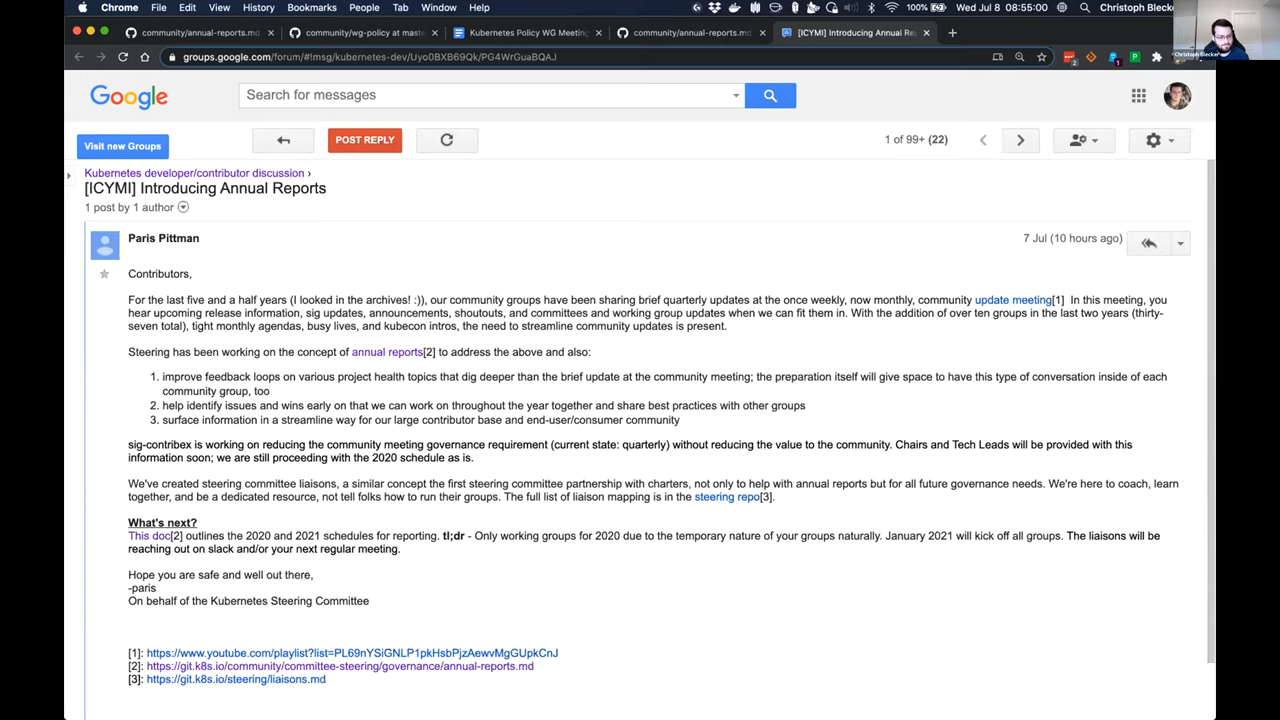 Chrome File Edit View History Bookmarks People Tab Window Help 100% Wed Jul 8 08:55:00 Christoph Blecker
community/annual-reports.md community/wg-policy at mast Kubernetes Policy WG Meeting community/annual-reports.md [ICYMI] Introducing Annual Re
groups.google.com/forum/#!msg/kubernetes-dev/Uyo0BXB69Qk/PG4WrGuaBQAJ
Christoph Blecker
Google
Search for messages
Visit new Groups
POST REPLY
1 of 99+ (22)
Kubernetes developer/contributor discussion ›
[ICYMI] Introducing Annual Reports
1 post by 1 author
Paris Pittman
7 Jul (10 hours ago)
Contributors,
For the last five and a half years (I looked in the archives! :)), our community groups have been sharing brief quarterly updates at the once weekly, now monthly, community update meeting[1] In this meeting, you
hear upcoming release information, sig updates, announcements, shoutouts, and committees and working group updates when we can fit them in. With the addition of over ten groups in the last two years (thirty-
seven total), tight monthly agendas, busy lives, and kubecon intros, the need to streamline community updates is present.
Steering has been working on the concept of annual reports[2] to address the above and also:
1. improve feedback loops on various project health topics that dig deeper than the brief update at the community meeting; the preparation itself will give space to have this type of conversation inside of each
community group, too
2. help identify issues and wins early on that we can work on throughout the year together and share best practices with other groups
3. surface information in a streamline way for our large contributor base and end-user/consumer community
sig-contribex is working on reducing the community meeting governance requirement (current state: quarterly) without reducing the value to the community. Chairs and Tech Leads will be provided with this
information soon; we are still proceeding with the 2020 schedule as is.
We've created steering committee liaisons, a similar concept the first steering committee partnership with charters, not only to help with annual reports but for all future governance needs. We're here to coach, learn
together, and be a dedicated resource, not tell folks how to run their groups. The full list of liaison mapping is in the steering repo[3].
What's next?
This doc[2] outlines the 2020 and 2021 schedules for reporting. tl;dr - Only working groups for 2020 due to the temporary nature of your groups naturally. January 2021 will kick off all groups. The liaisons will be
reaching out on slack and/or your next regular meeting.
Hope you are safe and well out there,
-paris
On behalf of the Kubernetes Steering Committee
[1]: https://www.youtube.com/playlist?list=PL69nYSiGNLP1pkHsbPjzAewvMgGUpkCnJ
[2]: https://git.k8s.io/community/committee-steering/governance/annual-reports.md
[3]: https://git.k8s.io/steering/liaisons.md